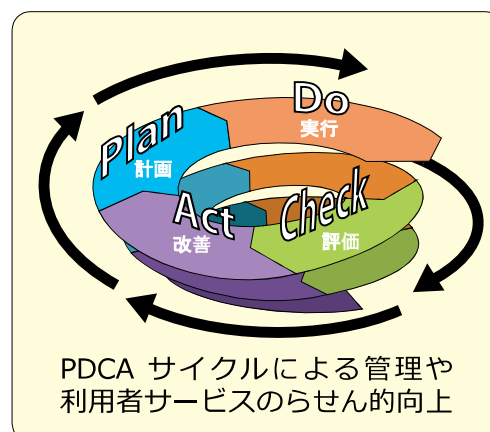 Plan
計画
Do
実行
Check
評価
Act
改善
PDCA サイクルによる管理や
利用者サービスのらせん的向上